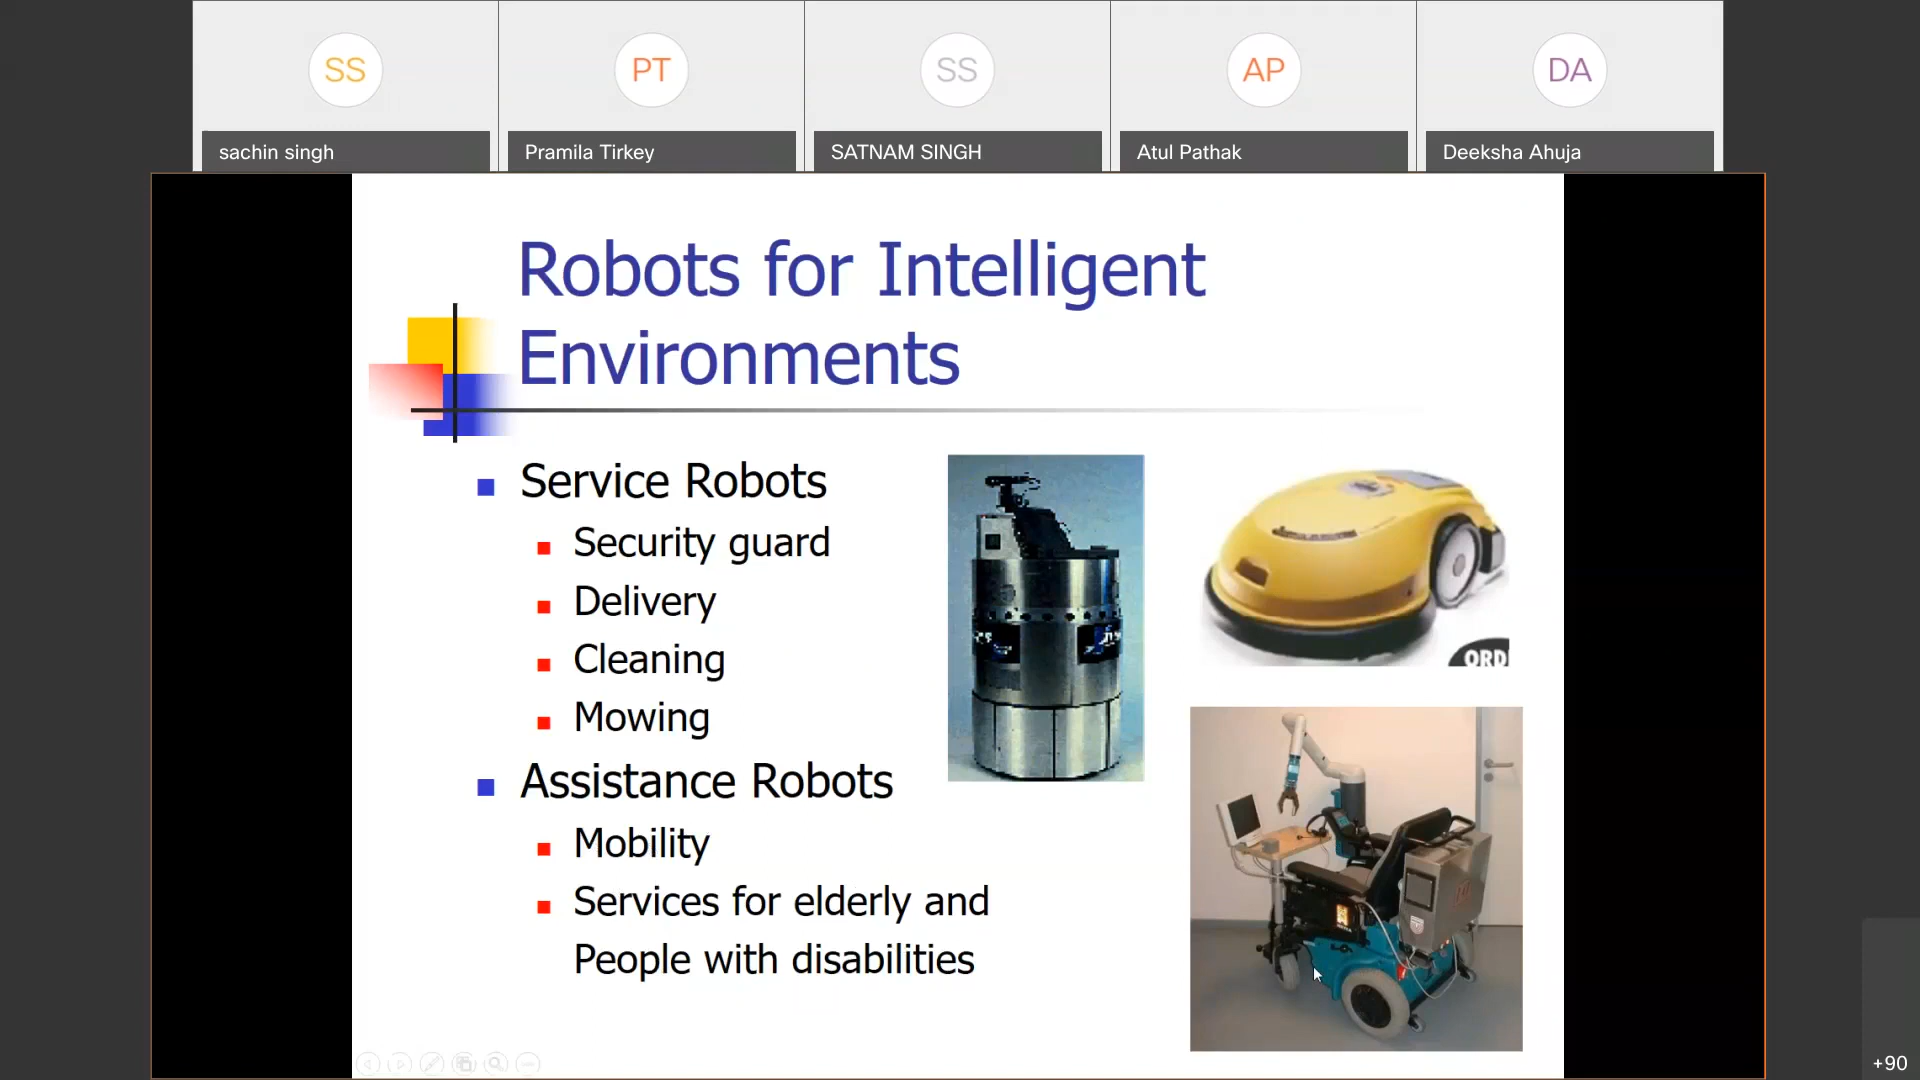 SS
PT
SS
AP
DA
sachin singh
Pramila Tirkey
SATNAM SINGH
Atul Pathak
Deeksha Ahuja
Robots for Intelligent
Environments
Service Robots
Security guard
Delivery
Cleaning
Mowing
Assistance Robots
Mobility
Services for elderly and
People with disabilities
ORD
+90